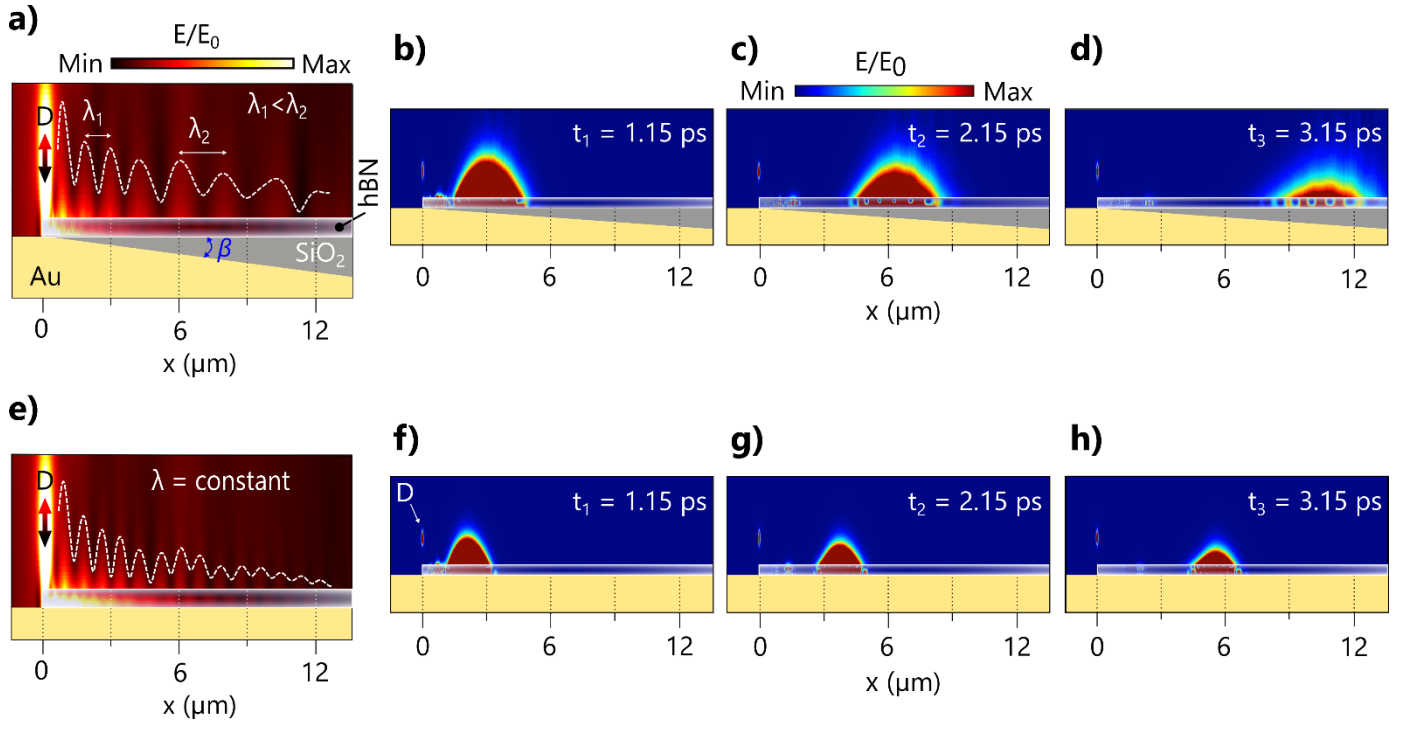 a)
E/E₀
Min Max
D
λ₁
λ₂
λ₁<λ₂
hBN
β
SiO₂
Au
0 6 12
x (μm)
b)
t₁ = 1.15 ps
0 6 12
c)
E/E₀
Min Max
t₂ = 2.15 ps
0 6 12
x (μm)
d)
t₃ = 3.15 ps
0 6 12
e)
D
λ = constant
0 6 12
x (μm)
f)
D
t₁ = 1.15 ps
0 6 12
g)
t₂ = 2.15 ps
0 6 12
x (μm)
h)
t₃ = 3.15 ps
0 6 12